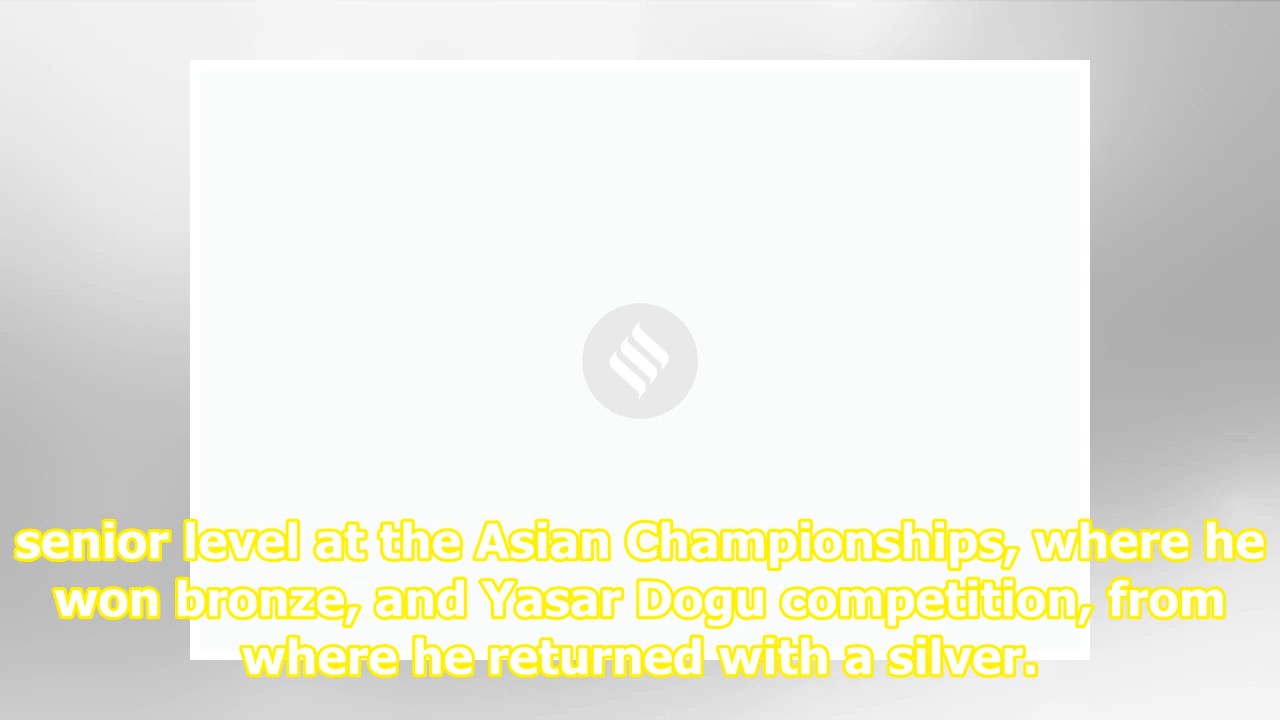 senior level at the Asian Championships, where he
won bronze, and Yasar Dogu competition, from
where he returned with a silver.